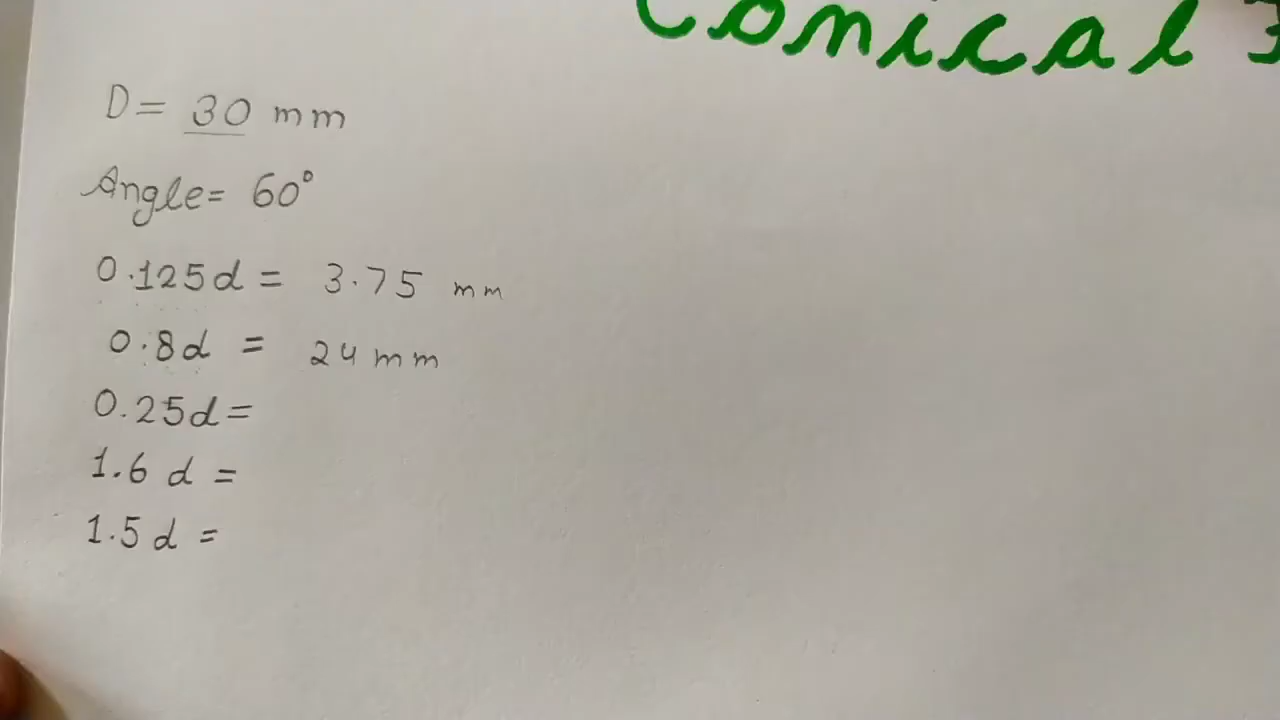 Conical
D= 30 mm
Angle= 60°
0.125d = 3.75 mm
0.8d = 24 mm
0.25d=
1.6 d =
1.5 d =